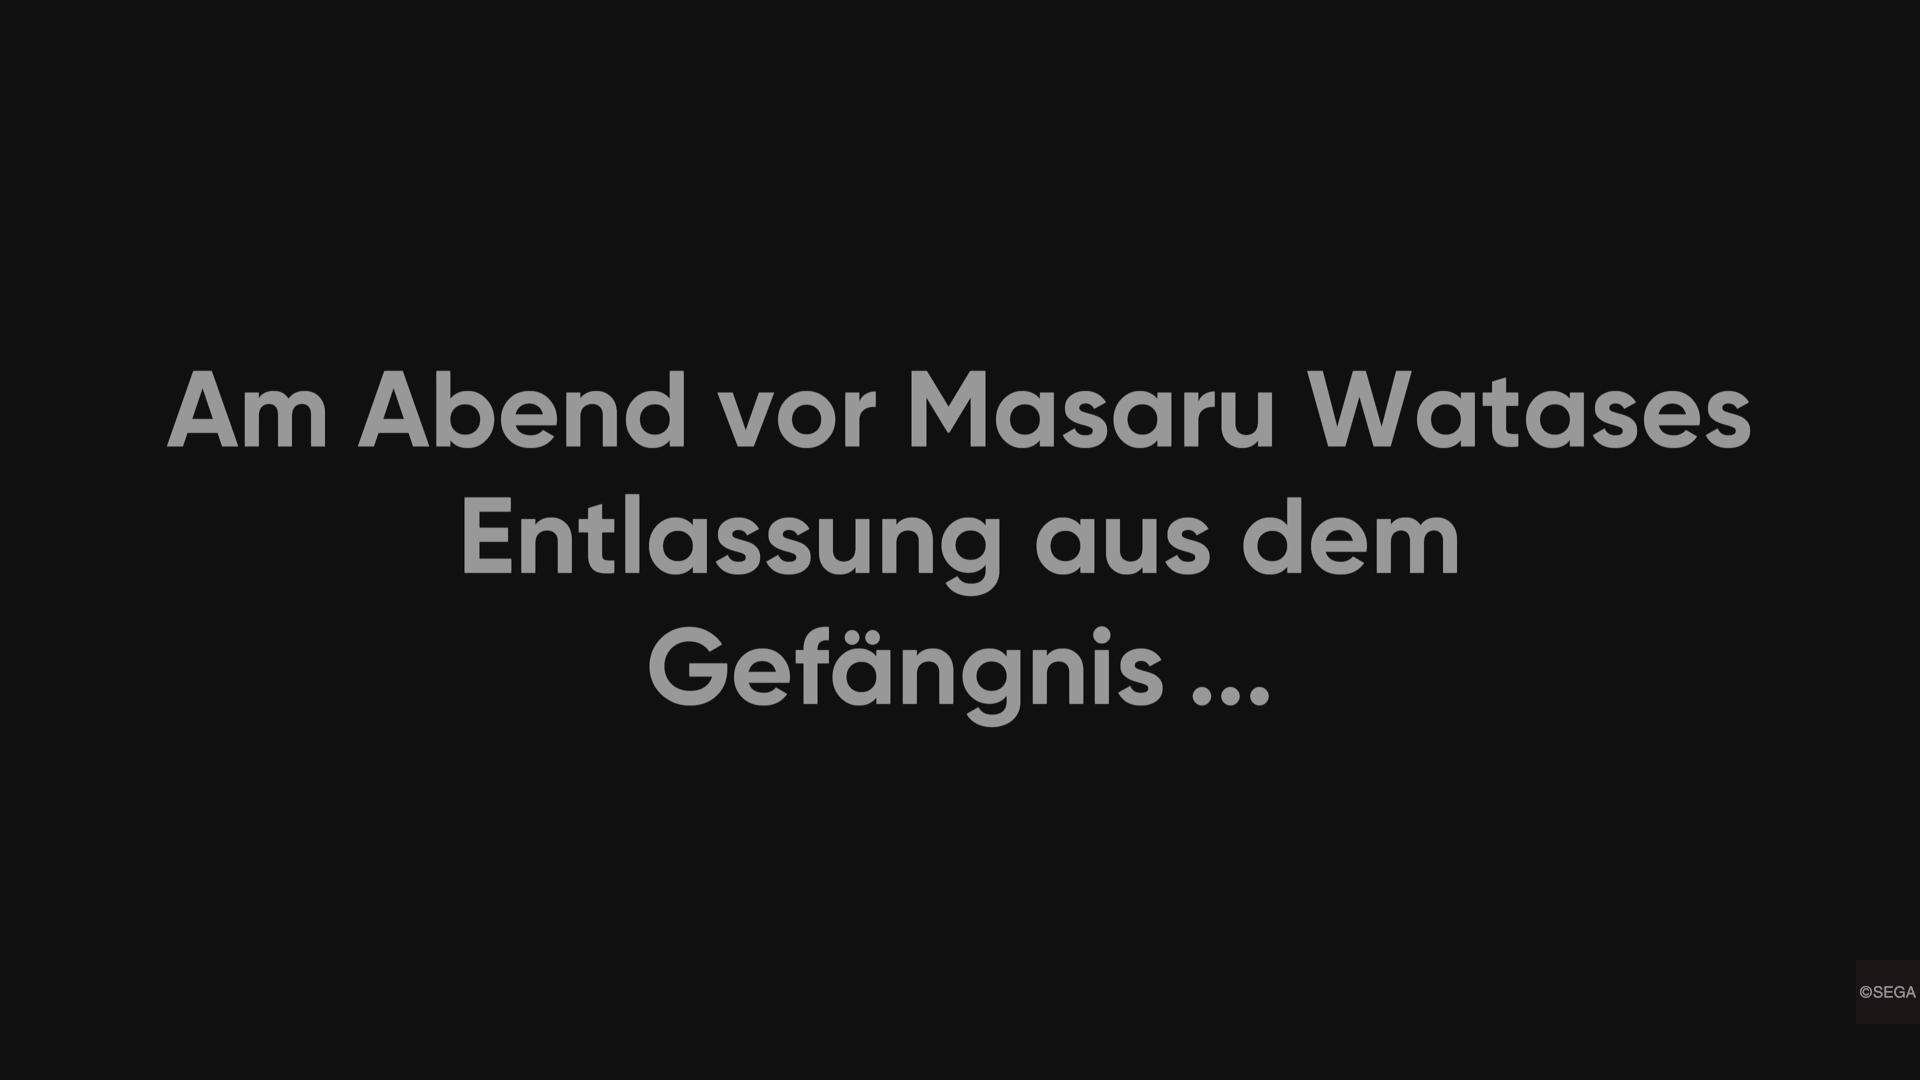 Am Abend vor Masaru Watases
Entlassung aus dem
Gefängnis ...
©SEGA